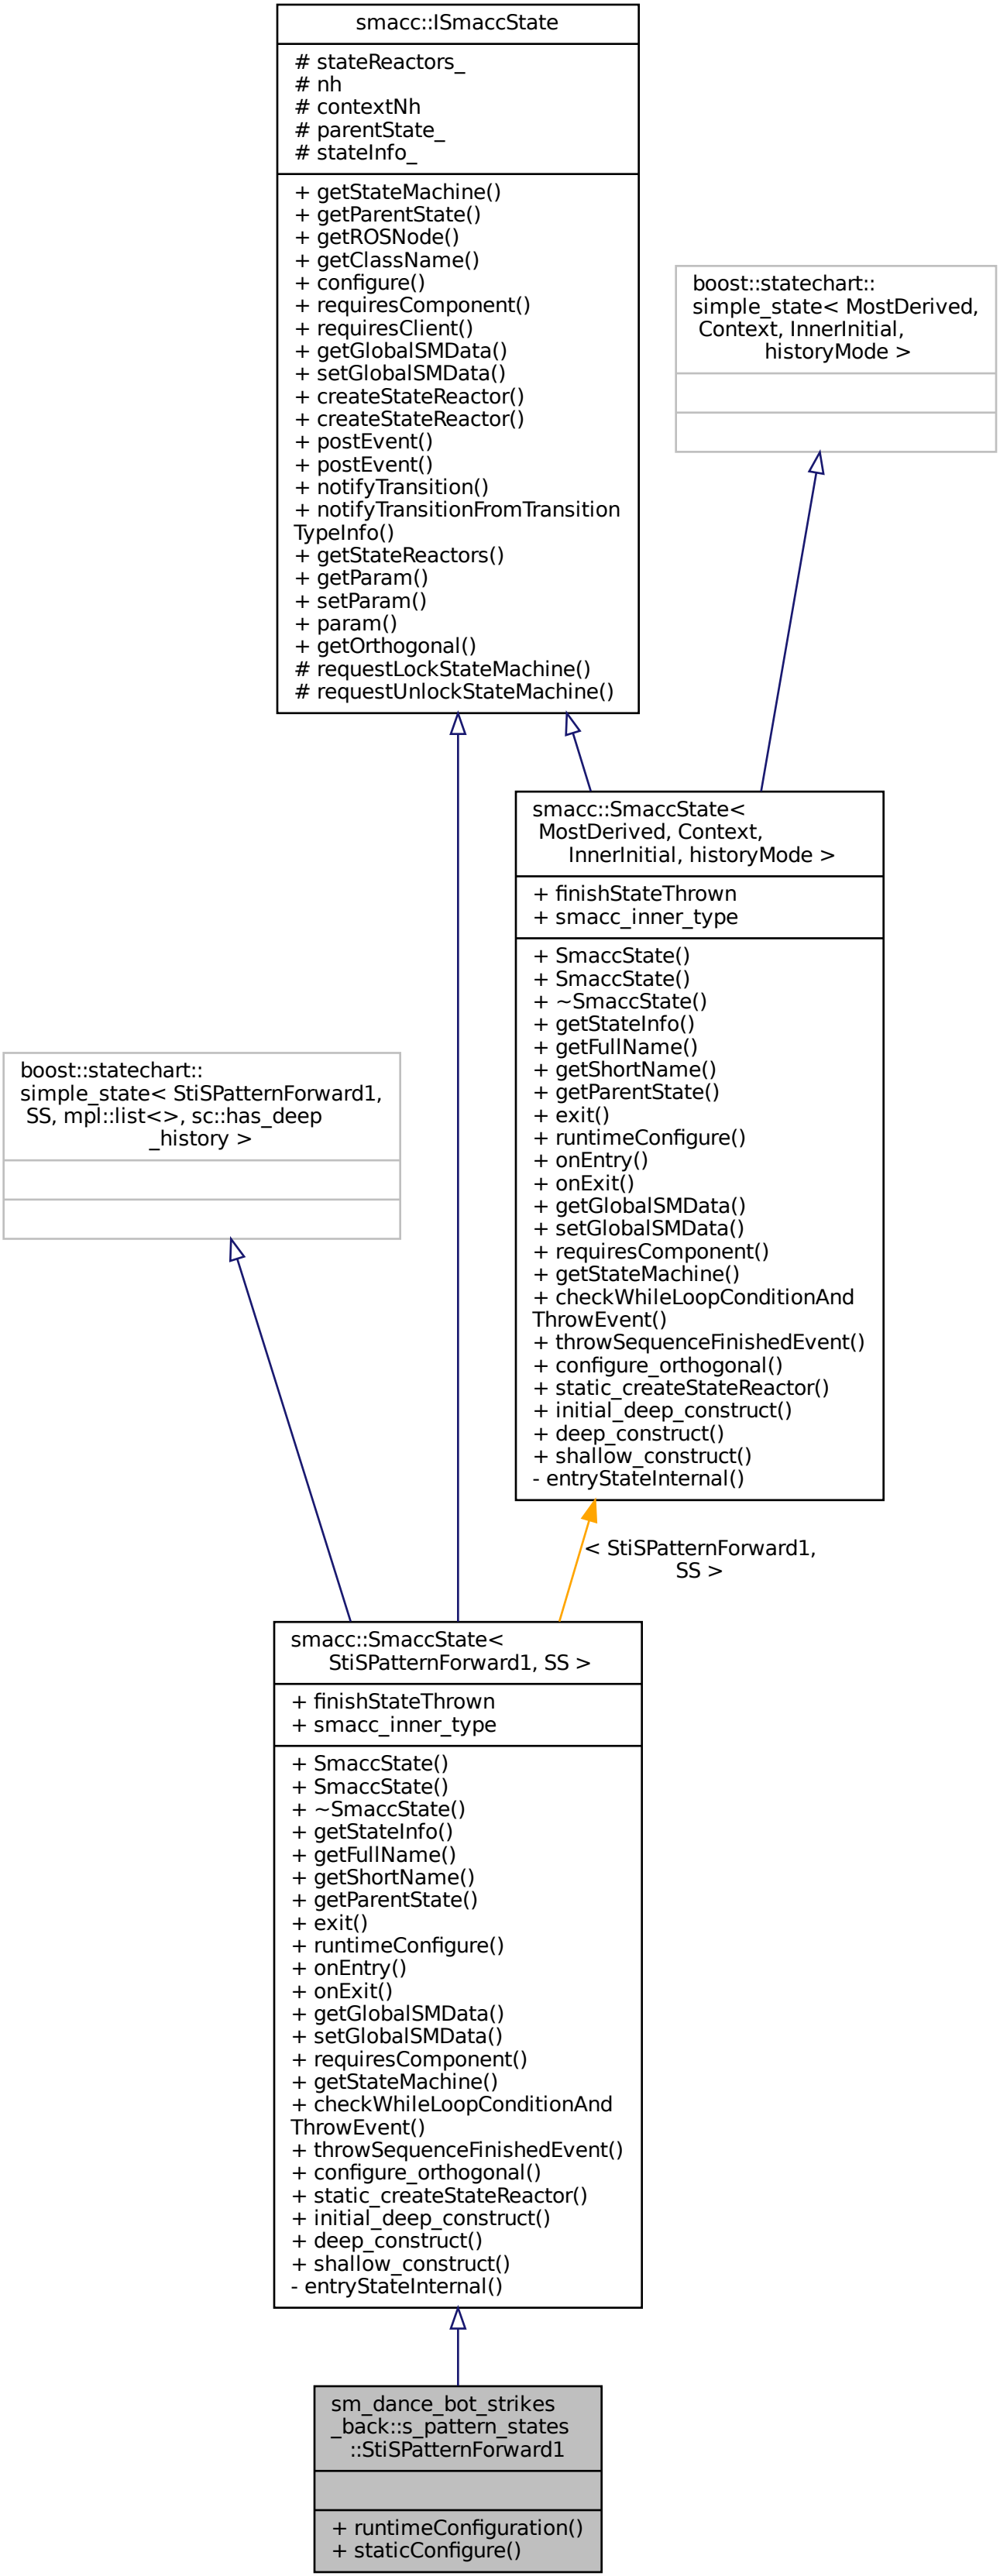 smacc::ISmaccState
# stateReactors_
# nh
# contextNh
# parentState_
# stateInfo_
+ getStateMachine()
+ getParentState()
+ getROSNode()
+ getClassName()
+ configure()
+ requiresComponent()
+ requiresClient()
+ getGlobalSMData()
+ setGlobalSMData()
+ createStateReactor()
+ createStateReactor()
+ postEvent()
+ postEvent()
+ notifyTransition()
+ notifyTransitionFromTransition
TypeInfo()
+ getStateReactors()
+ getParam()
+ setParam()
+ param()
+ getOrthogonal()
# requestLockStateMachine()
# requestUnlockStateMachine()
boost::statechart::
simple_state< MostDerived,
Context, InnerInitial,
historyMode >
smacc::SmaccState<
MostDerived, Context,
InnerInitial, historyMode >
+ finishStateThrown
+ smacc_inner_type
+ SmaccState()
+ SmaccState()
+ ~SmaccState()
+ getStateInfo()
+ getFullName()
+ getShortName()
+ getParentState()
+ exit()
+ runtimeConfigure()
+ onEntry()
+ onExit()
+ getGlobalSMData()
+ setGlobalSMData()
+ requiresComponent()
+ getStateMachine()
+ checkWhileLoopConditionAnd
ThrowEvent()
+ throwSequenceFinishedEvent()
+ configure_orthogonal()
+ static_createStateReactor()
+ initial_deep_construct()
+ deep_construct()
+ shallow_construct()
- entryStateInternal()
boost::statechart::
simple_state< StiSPatternForward1,
SS, mpl::list<>, sc::has_deep
_history >
< StiSPatternForward1,
SS >
smacc::SmaccState<
StiSPatternForward1, SS >
+ finishStateThrown
+ smacc_inner_type
+ SmaccState()
+ SmaccState()
+ ~SmaccState()
+ getStateInfo()
+ getFullName()
+ getShortName()
+ getParentState()
+ exit()
+ runtimeConfigure()
+ onEntry()
+ onExit()
+ getGlobalSMData()
+ setGlobalSMData()
+ requiresComponent()
+ getStateMachine()
+ checkWhileLoopConditionAnd
ThrowEvent()
+ throwSequenceFinishedEvent()
+ configure_orthogonal()
+ static_createStateReactor()
+ initial_deep_construct()
+ deep_construct()
+ shallow_construct()
- entryStateInternal()
sm_dance_bot_strikes
_back::s_pattern_states
::StiSPatternForward1
+ runtimeConfiguration()
+ staticConfigure()